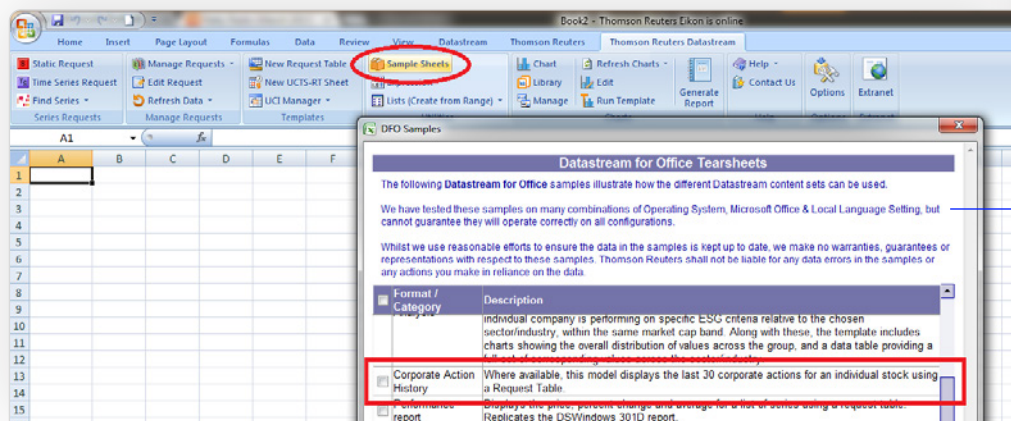 Book2 - Thomson Reuters Eikon is online
Home Insert Page Layout Formulas Data Review View Datastream Thomson Reuters Thomson Reuters Datastream
Static Request Manage Requests New Request Table Sample Sheets Chart Refresh Charts Help
Time Series Request Edit Request New UCTS-RT Sheet Expression Library Edit Contact Us
Find Series Refresh Data UCI Manager Lists (Create from Range) Manage Run Template Generate Report Options Extranet
Series Requests Manage Requests Templates
A1 fx
DFO Samples
A B C D E F
1
2
3
4
5
6
7
8
9
10
11
12
13
14
15
Datastream for Office Tearsheets
The following Datastream for Office samples illustrate how the different Datastream content sets can be used.
We have tested these samples on many combinations of Operating System, Microsoft Office & Local Language Setting, but
cannot guarantee they will operate correctly on all configurations.
Whilst we use reasonable efforts to ensure the data in the samples is kept up to date, we make no warranties, guarantees or
representations with respect to these samples. Thomson Reuters shall not be liable for any data errors in the samples or
any actions you make in reliance on the data.
Format /
Category
Description
individual company is performing on specific ESG criteria relative to the chosen
sector/industry, within the same market cap band. Along with these, the template includes
charts showing the overall distribution of values across the group, and a data table providing a
full set of corresponding values across the sector/industry.
Corporate Action
History
Where available, this model displays the last 30 corporate actions for an individual stock using
a Request Table.
Performance
report
Displays the price, percent change and average for a list of series using a request table.
Replicates the DSWindows 301D report.